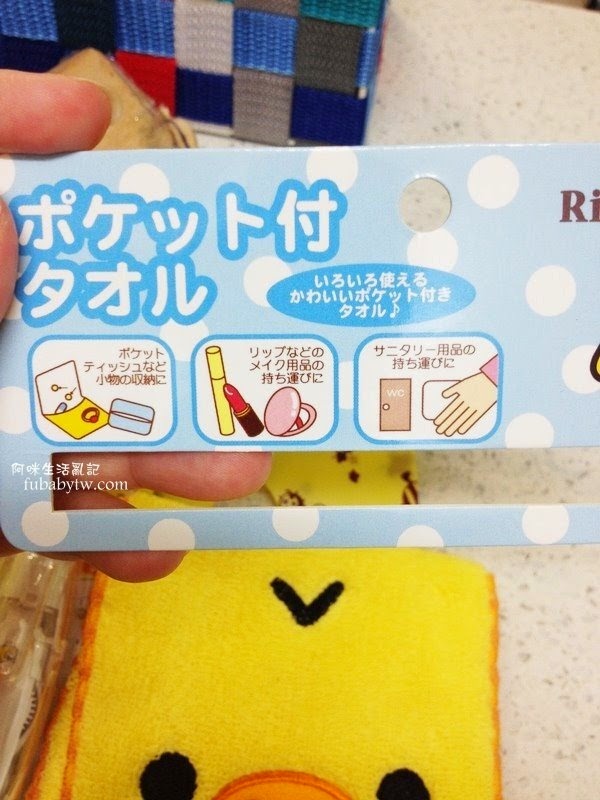 ポケット付
タオル
Ri
いろいろ使える
かわいいポケット付き
タオル♪
ポケット
ティッシュなど
小物の収納に
リップなどの
メイク用品の
持ち運びに
サニタリー用品の
持ち運びに
WC
阿咪生活亂記
fubabytw.com